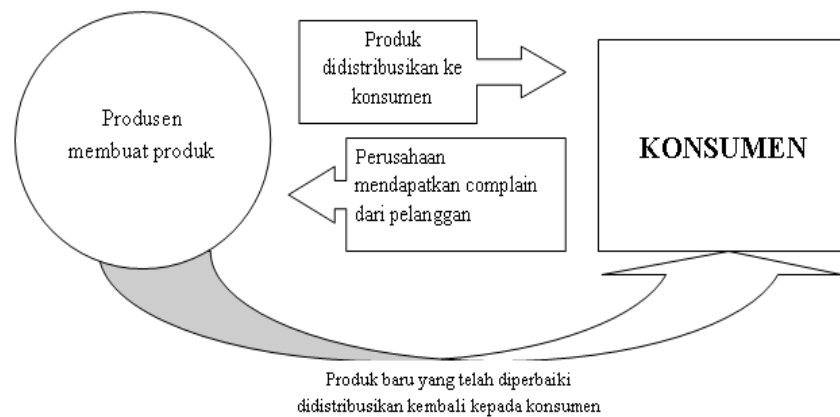 Produsen
membuat produk
Produk
didistribusikan ke
konsumen
Perusahaan
mendapatkan complain
dari pelanggan
KONSUMEN
Produk baru yang telah diperbaiki
didistribusikan kembali kepada konsumen